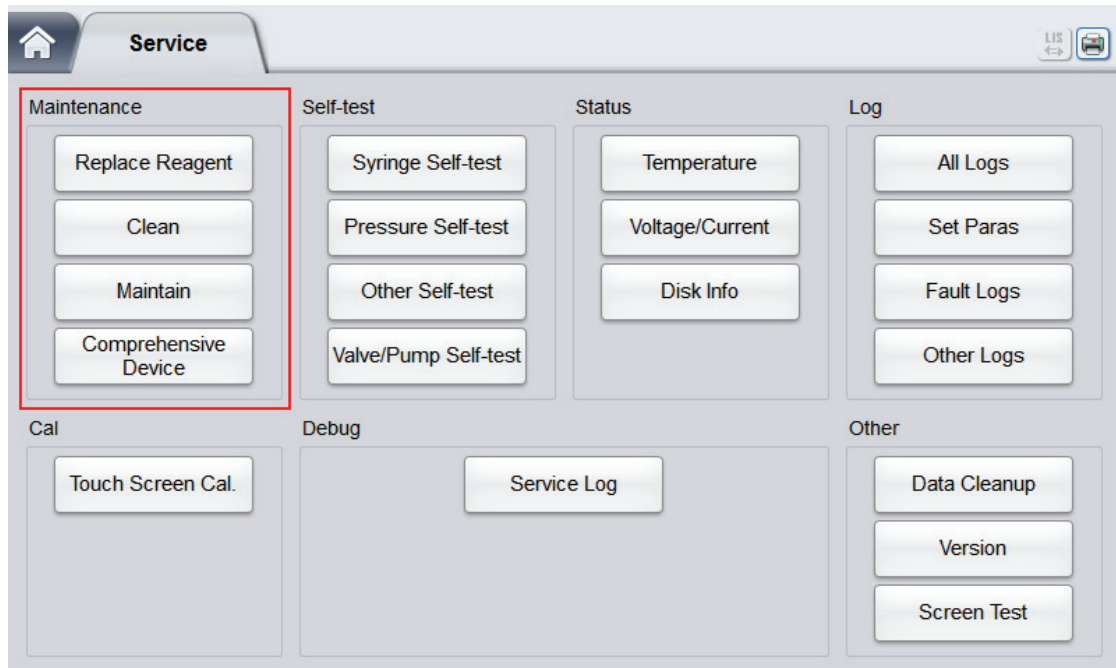 Service
LIS
Maintenance
Replace Reagent
Clean
Maintain
Comprehensive
Device
Self-test
Syringe Self-test
Pressure Self-test
Other Self-test
Valve/Pump Self-test
Status
Temperature
Voltage/Current
Disk Info
Log
All Logs
Set Paras
Fault Logs
Other Logs
Cal
Touch Screen Cal.
Debug
Service Log
Other
Data Cleanup
Version
Screen Test